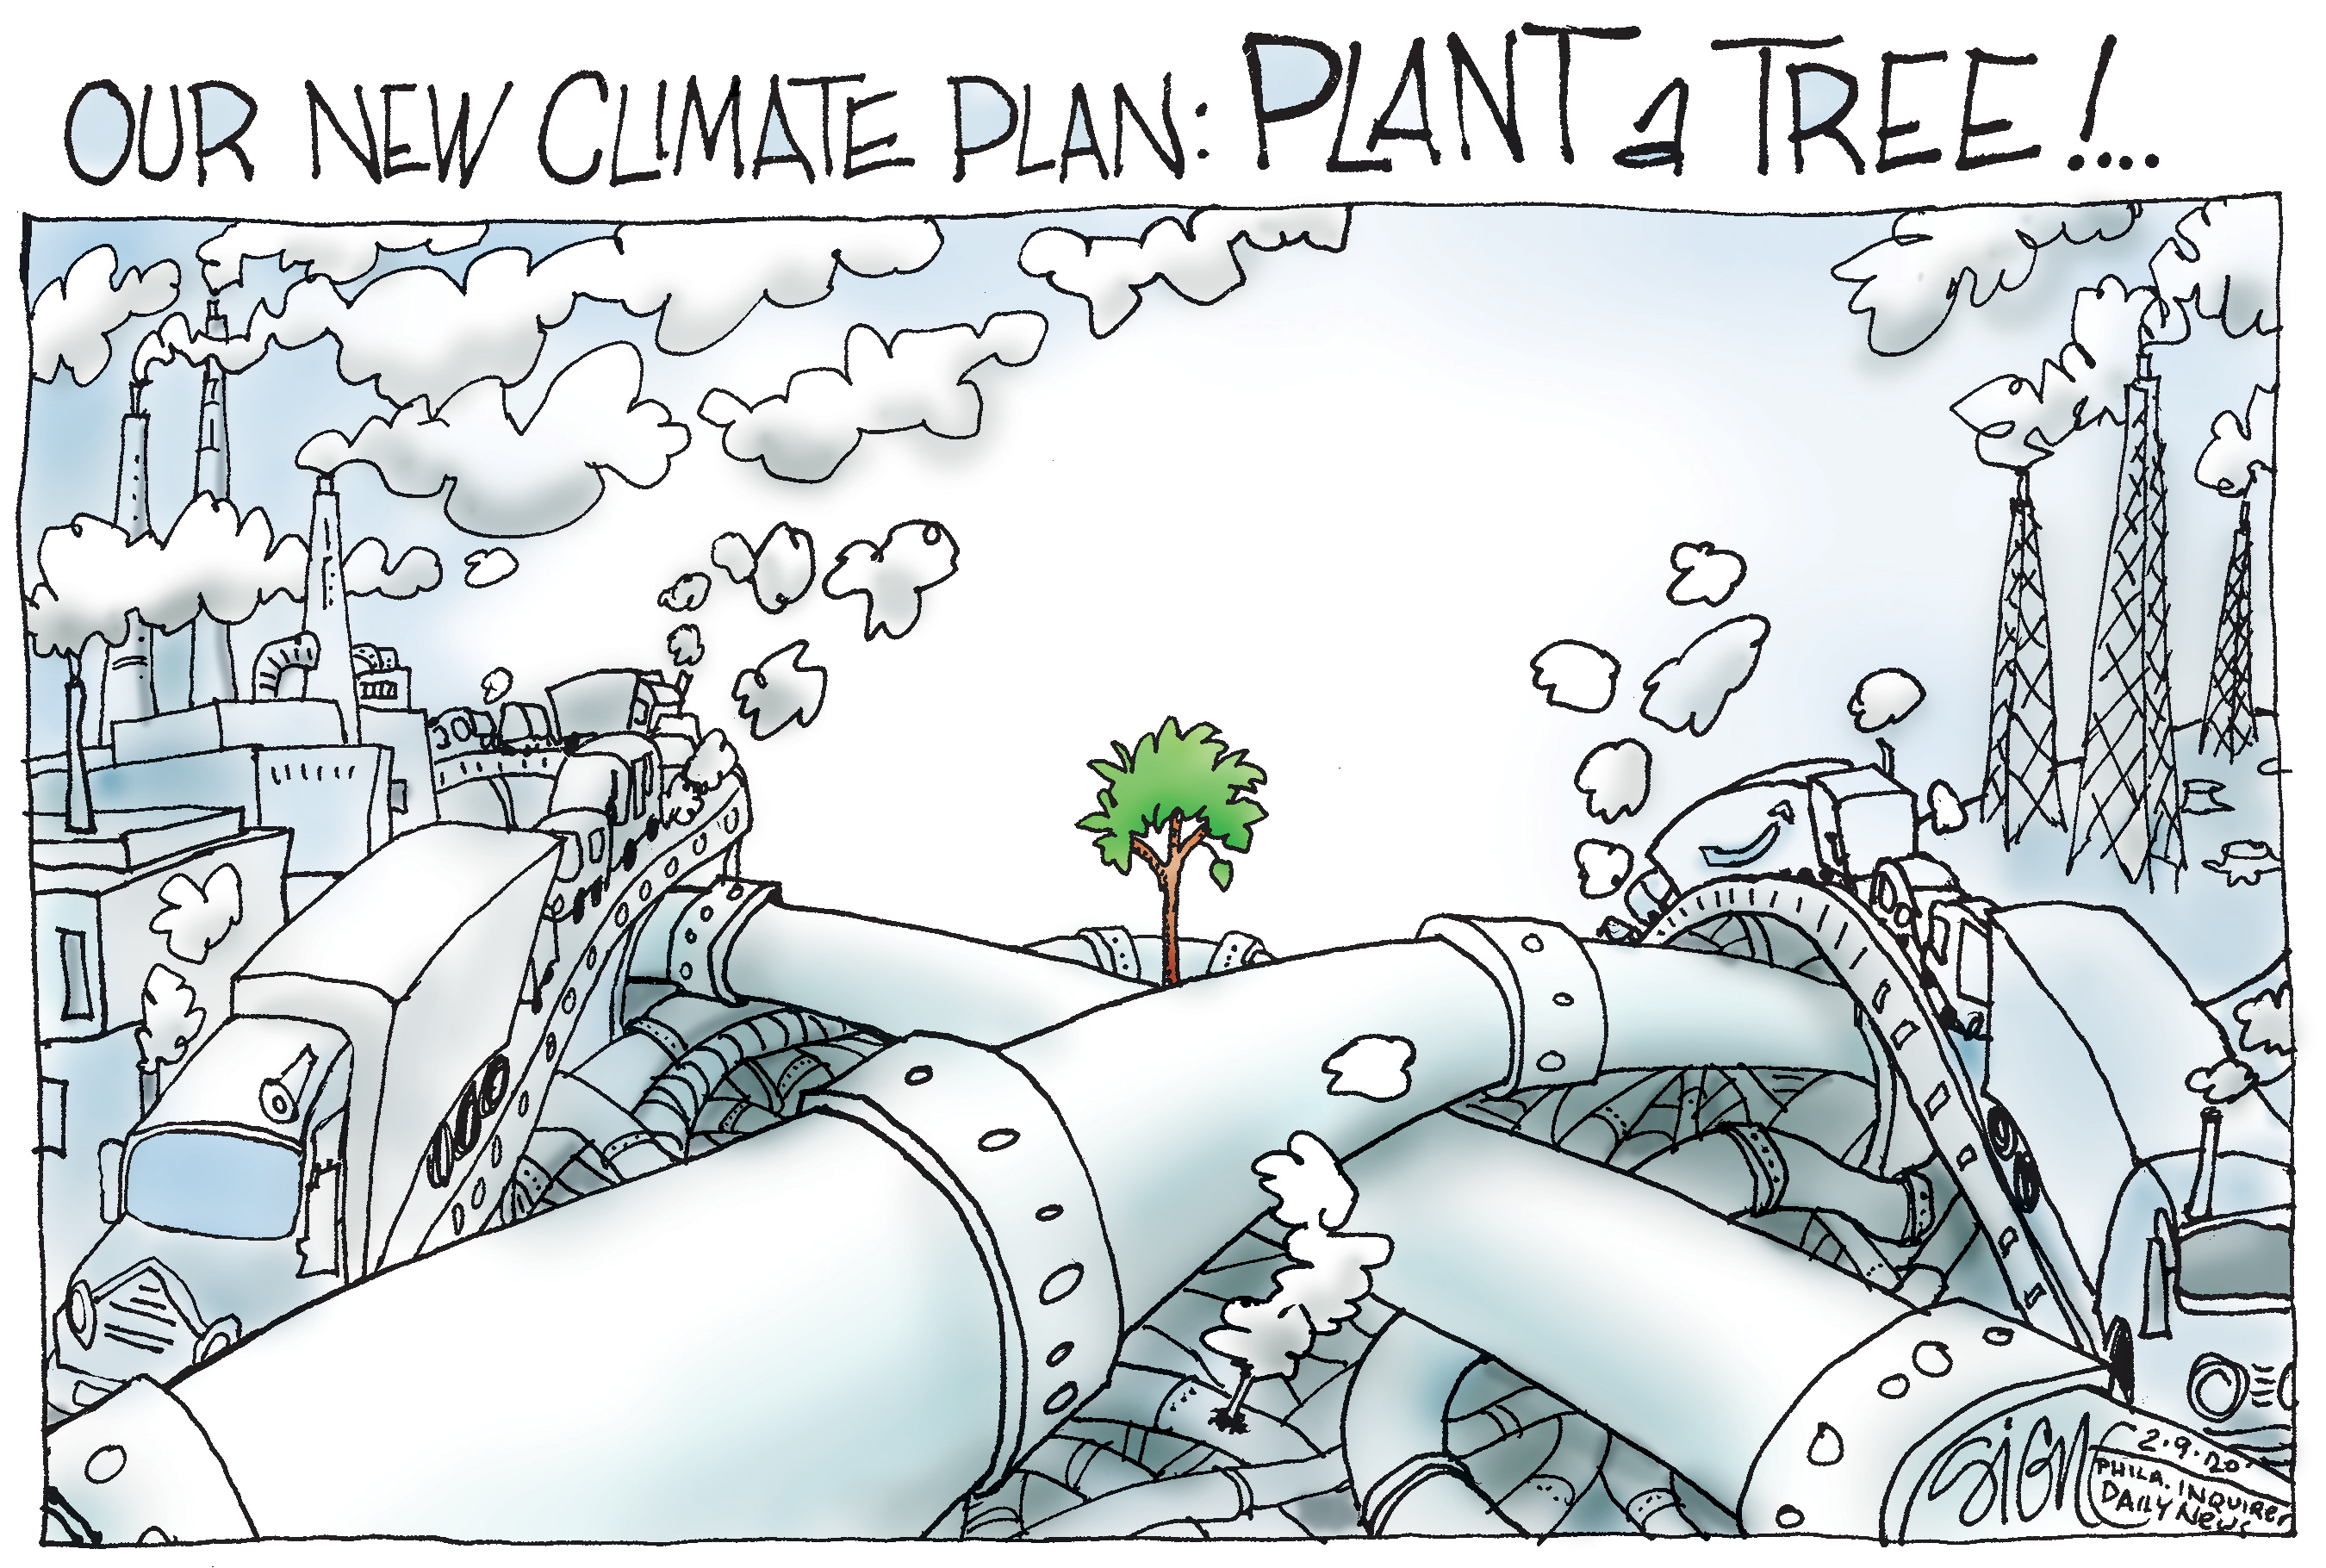 OUR NEW CLIMATE PLAN: PLANT a TREE!...
SIGNE
2.9.20
PHILA. INQUIRER
DAILY NEWS